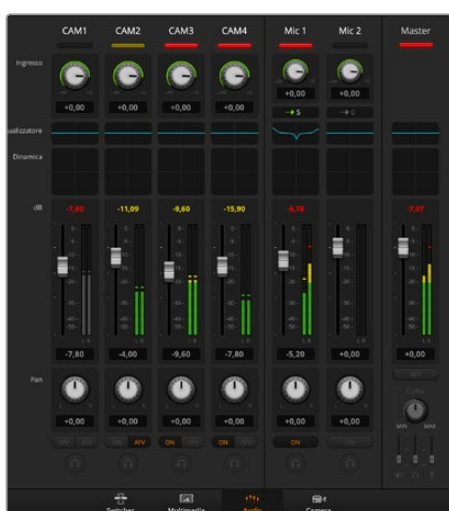 CAM1 CAM2 CAM3 CAM4 Mic 1 Mic 2 Master
Ingresso
+0,00 +0,00 +0,00 +0,00 +0,00 +0,00
5
ualizzatore
Dinamica
dB -7,80 -11,09 -9,60 -15,90 -6,78 -7,07
-7,80 -4,00 -9,60 -7,80 -5,20 +0,00 +0,00
Pan
L R L R L R L R L R L R
+0,00 +0,00 +0,00 +0,00 +0,00 +0,00
AFV
ON AFV ON AFV ON AFV ON AFV ON ON
MIN MAX
Switcher Multimedia Audio Camera